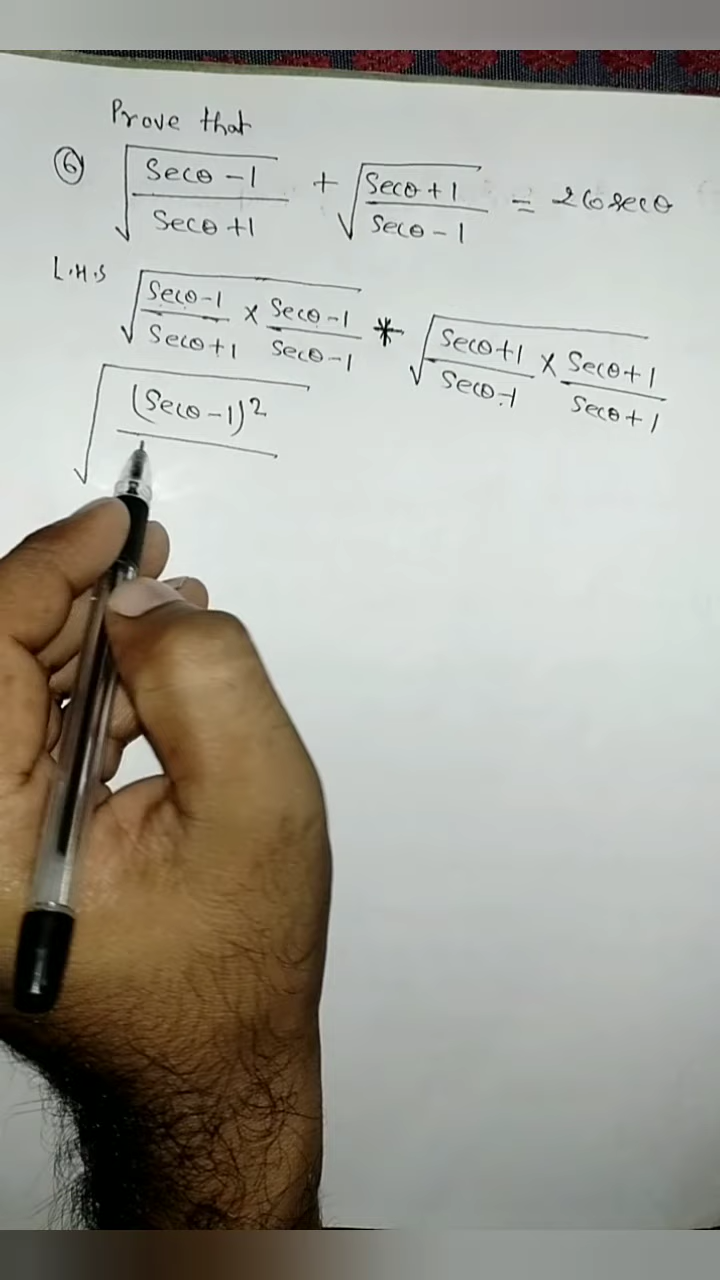 Prove that
⑥ √((Secθ - 1)/(Secθ + 1)) + √((Secθ + 1)/(Secθ - 1)) = 2Cosecθ
L.H.S √((Secθ - 1)/(Secθ + 1) × (Secθ - 1)/(Secθ - 1)) * √((Secθ + 1)/(Secθ - 1) × (Secθ + 1)/(Secθ + 1))
√((Secθ - 1)²/